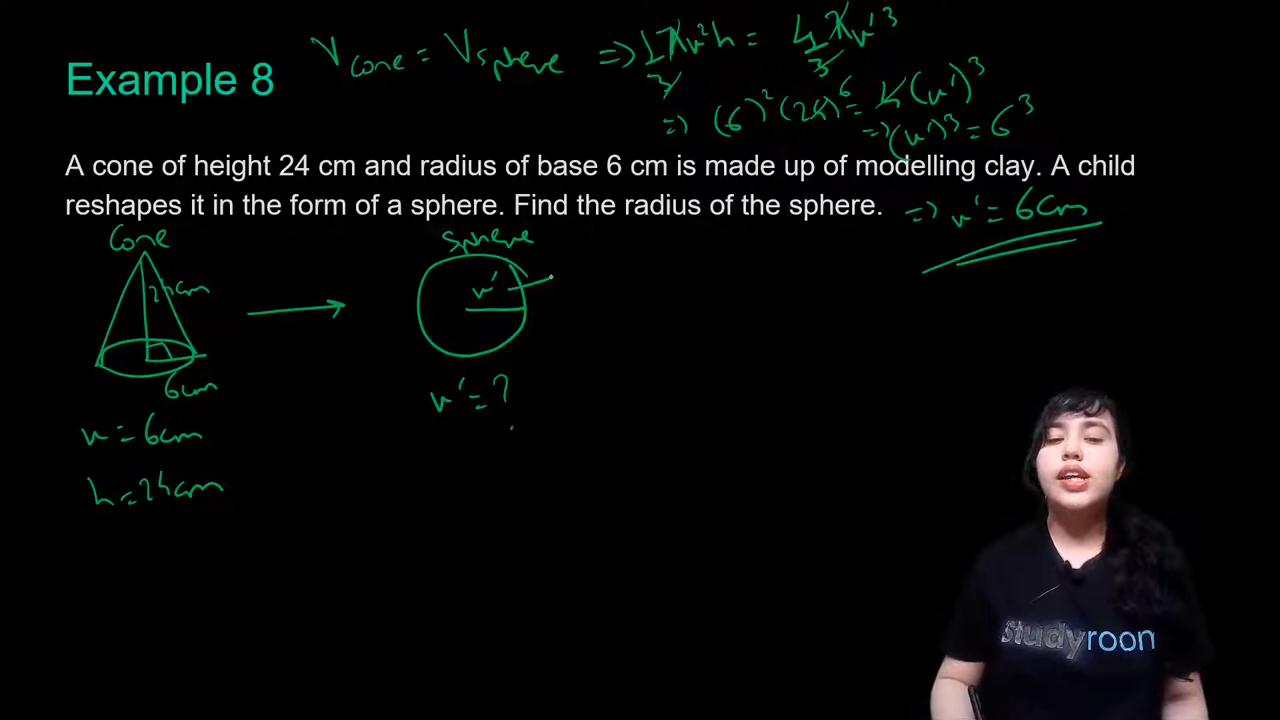 V cone = V sphere => 1/3 πr²h = 4/3 πr'³
Example 8
=> (6)² (24)⁶ = 4(r')³
=> (r')³ = 6³
A cone of height 24 cm and radius of base 6 cm is made up of modelling clay. A child
reshapes it in the form of a sphere. Find the radius of the sphere.
=> r' = 6cm
Cone
Sphere
24cm
r'
6cm
r' = ?
r = 6cm
h = 24cm
studyroom